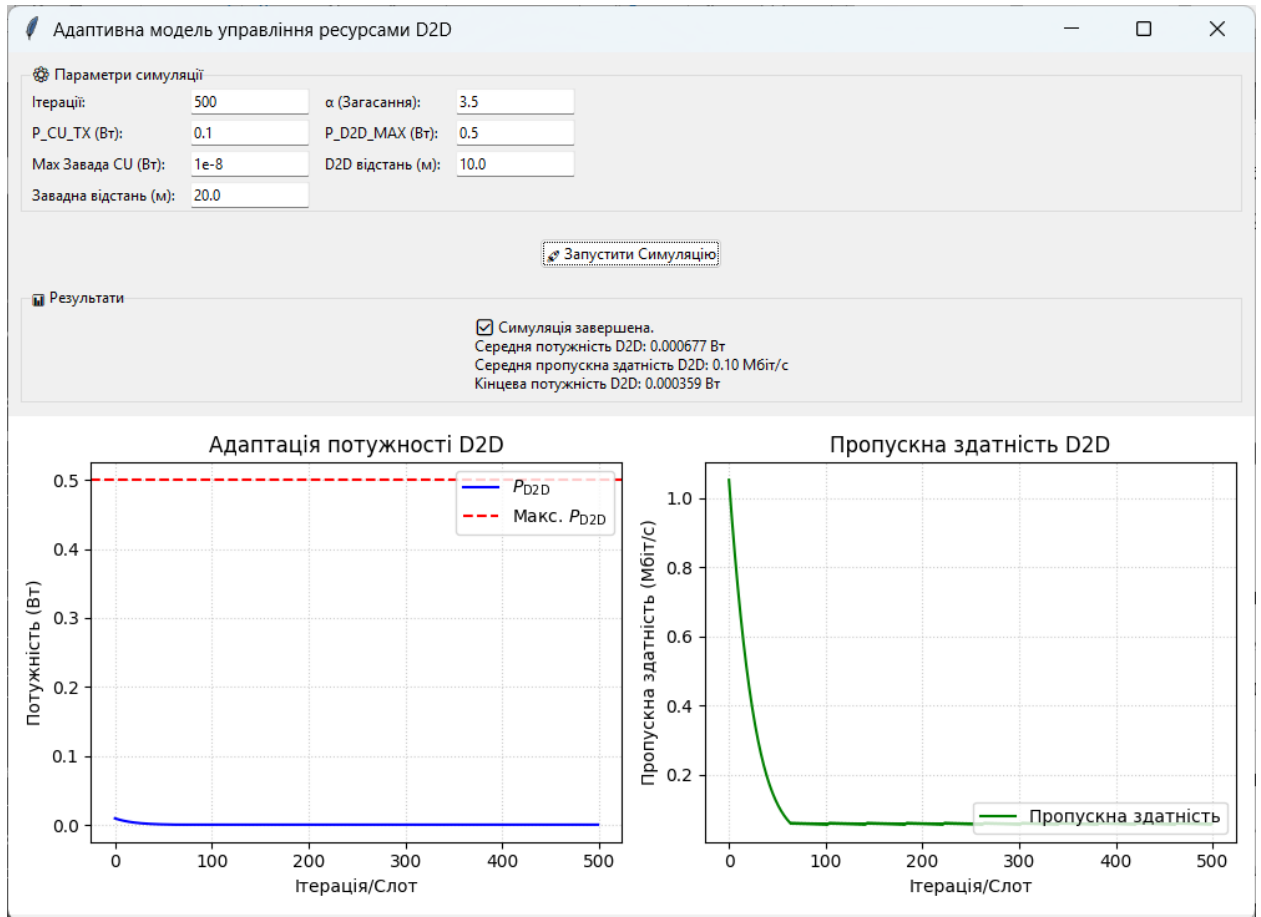 Адаптивна модель управління ресурсами D2D
Параметри симуляції
Ітерації: 500 α (Загасання): 3.5
P_CU_TX (Вт): 0.1 P_D2D_MAX (Вт): 0.5
Мах Завада CU (Вт): 1e-8 D2D відстань (м): 10.0
Завадна відстань (м): 20.0
Запустити Симуляцію
Результати
Симуляція завершена.
Середня потужність D2D: 0.000677 Вт
Середня пропускна здатність D2D: 0.10 Мбіт/с
Кінцева потужність D2D: 0.000359 Вт
Адаптація потужності D2D
Потужність (Вт)
0.5
0.4
0.3
0.2
0.1
0.0
P_D2D
Макс. P_D2D
0 100 200 300 400 500
Ітерація/Слот
Пропускна здатність D2D
Пропускна здатність (Мбіт/с)
1.0
0.8
0.6
0.4
0.2
Пропускна здатність
0 100 200 300 400 500
Ітерація/Слот